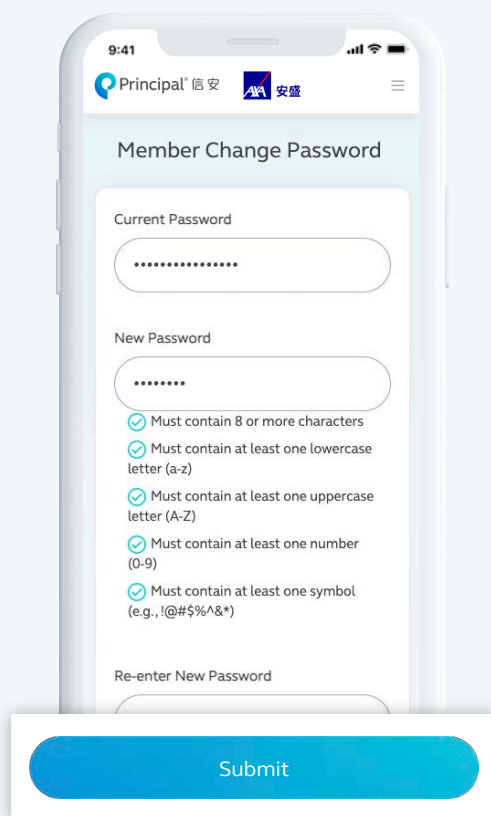 9:41
Principal® 信安 AXA 安盛
Member Change Password
Current Password
••••••••••••••••
New Password
••••••••
Must contain 8 or more characters
Must contain at least one lowercase
letter (a-z)
Must contain at least one uppercase
letter (A-Z)
Must contain at least one number
(0-9)
Must contain at least one symbol
(e.g., !@#$%^&*)
Re-enter New Password
Submit